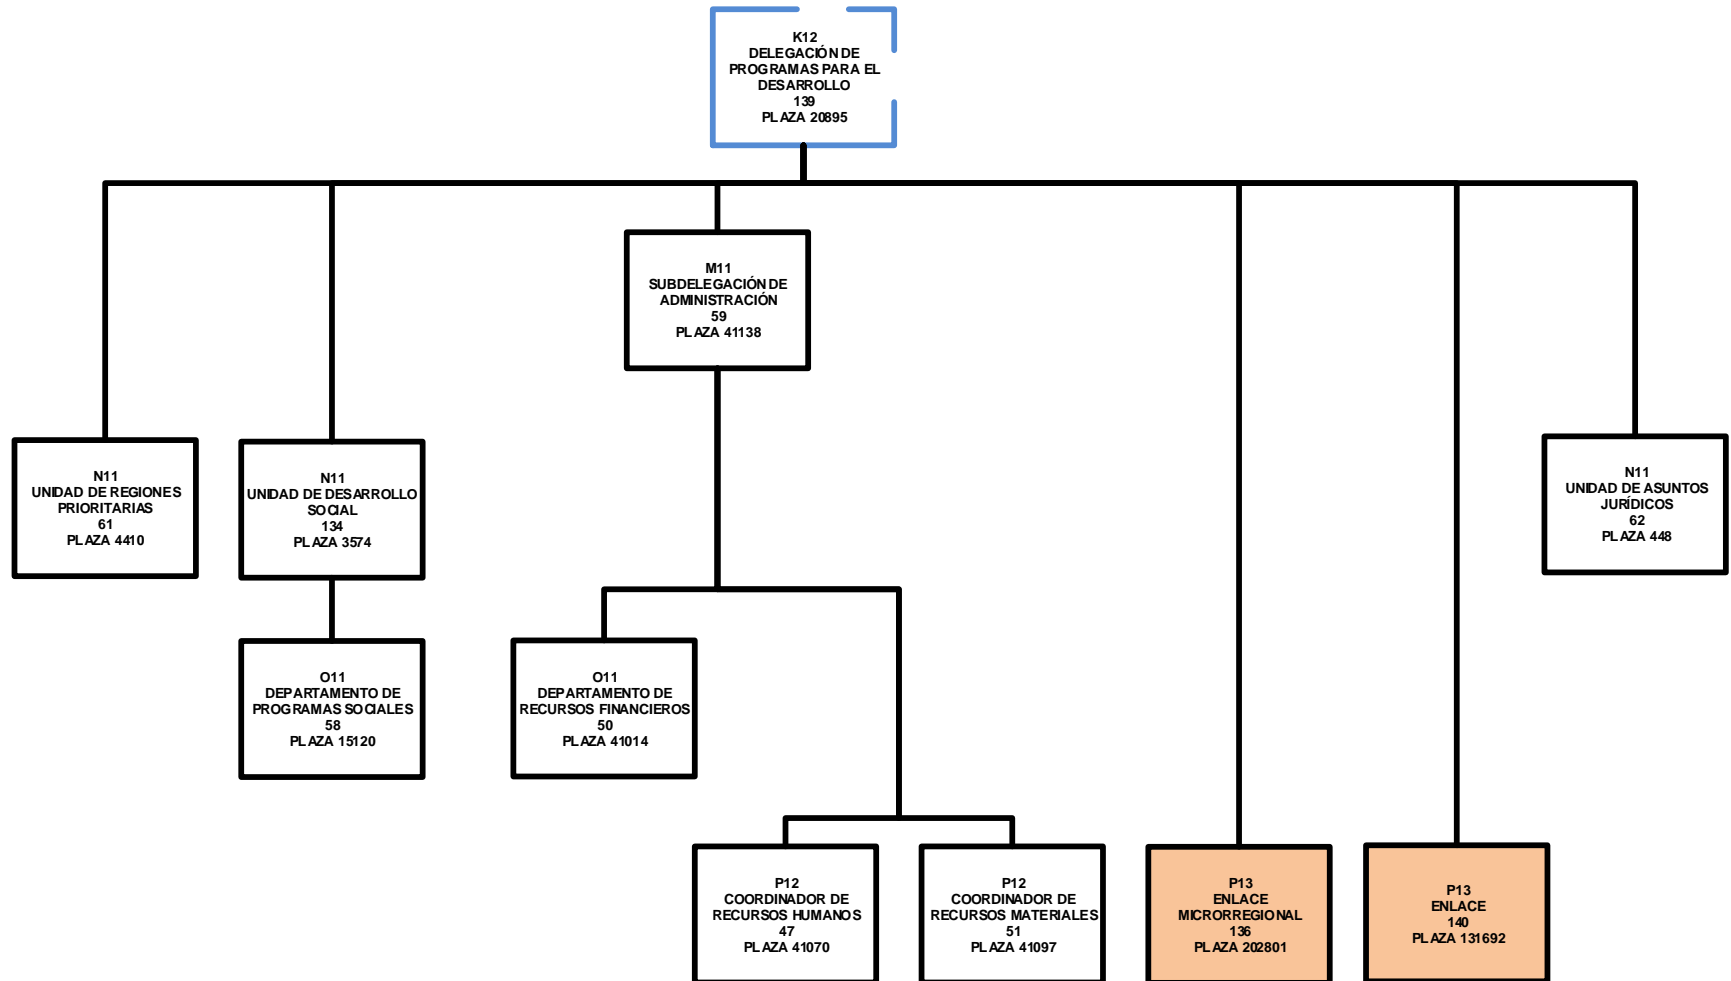 K12
DELEGACIÓN DE
PROGRAMAS PARA EL
DESARROLLO
139
PLAZA 20895
M11
SUBDELEGACIÓN DE
ADMINISTRACIÓN
59
PLAZA 41138
N11
UNIDAD DE REGIONES
PRIORITARIAS
61
PLAZA 4410
N11
UNIDAD DE DESARROLLO
SOCIAL
134
PLAZA 3574
N11
UNIDAD DE ASUNTOS
JURÍDICOS
62
PLAZA 448
O11
DEPARTAMENTO DE
PROGRAMAS SOCIALES
58
PLAZA 15120
O11
DEPARTAMENTO DE
RECURSOS FINANCIEROS
50
PLAZA 41014
P12
COORDINADOR DE
RECURSOS HUMANOS
47
PLAZA 41070
P12
COORDINADOR DE
RECURSOS MATERIALES
51
PLAZA 41097
P13
ENLACE
MICRORREGIONAL
136
PLAZA 202801
P13
ENLACE
140
PLAZA 131692